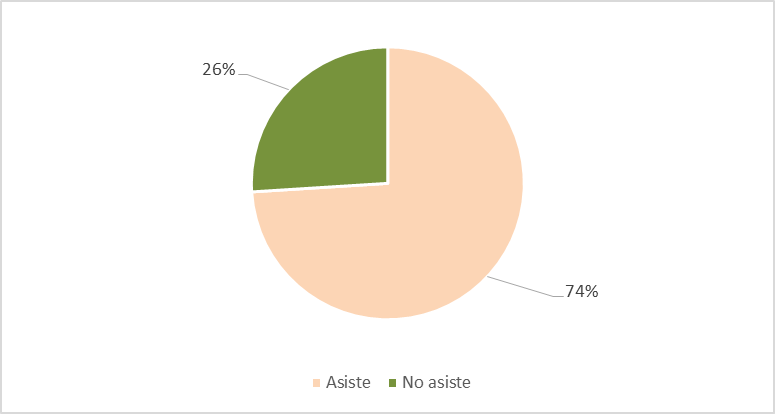 26%
74%
Asiste
No asiste